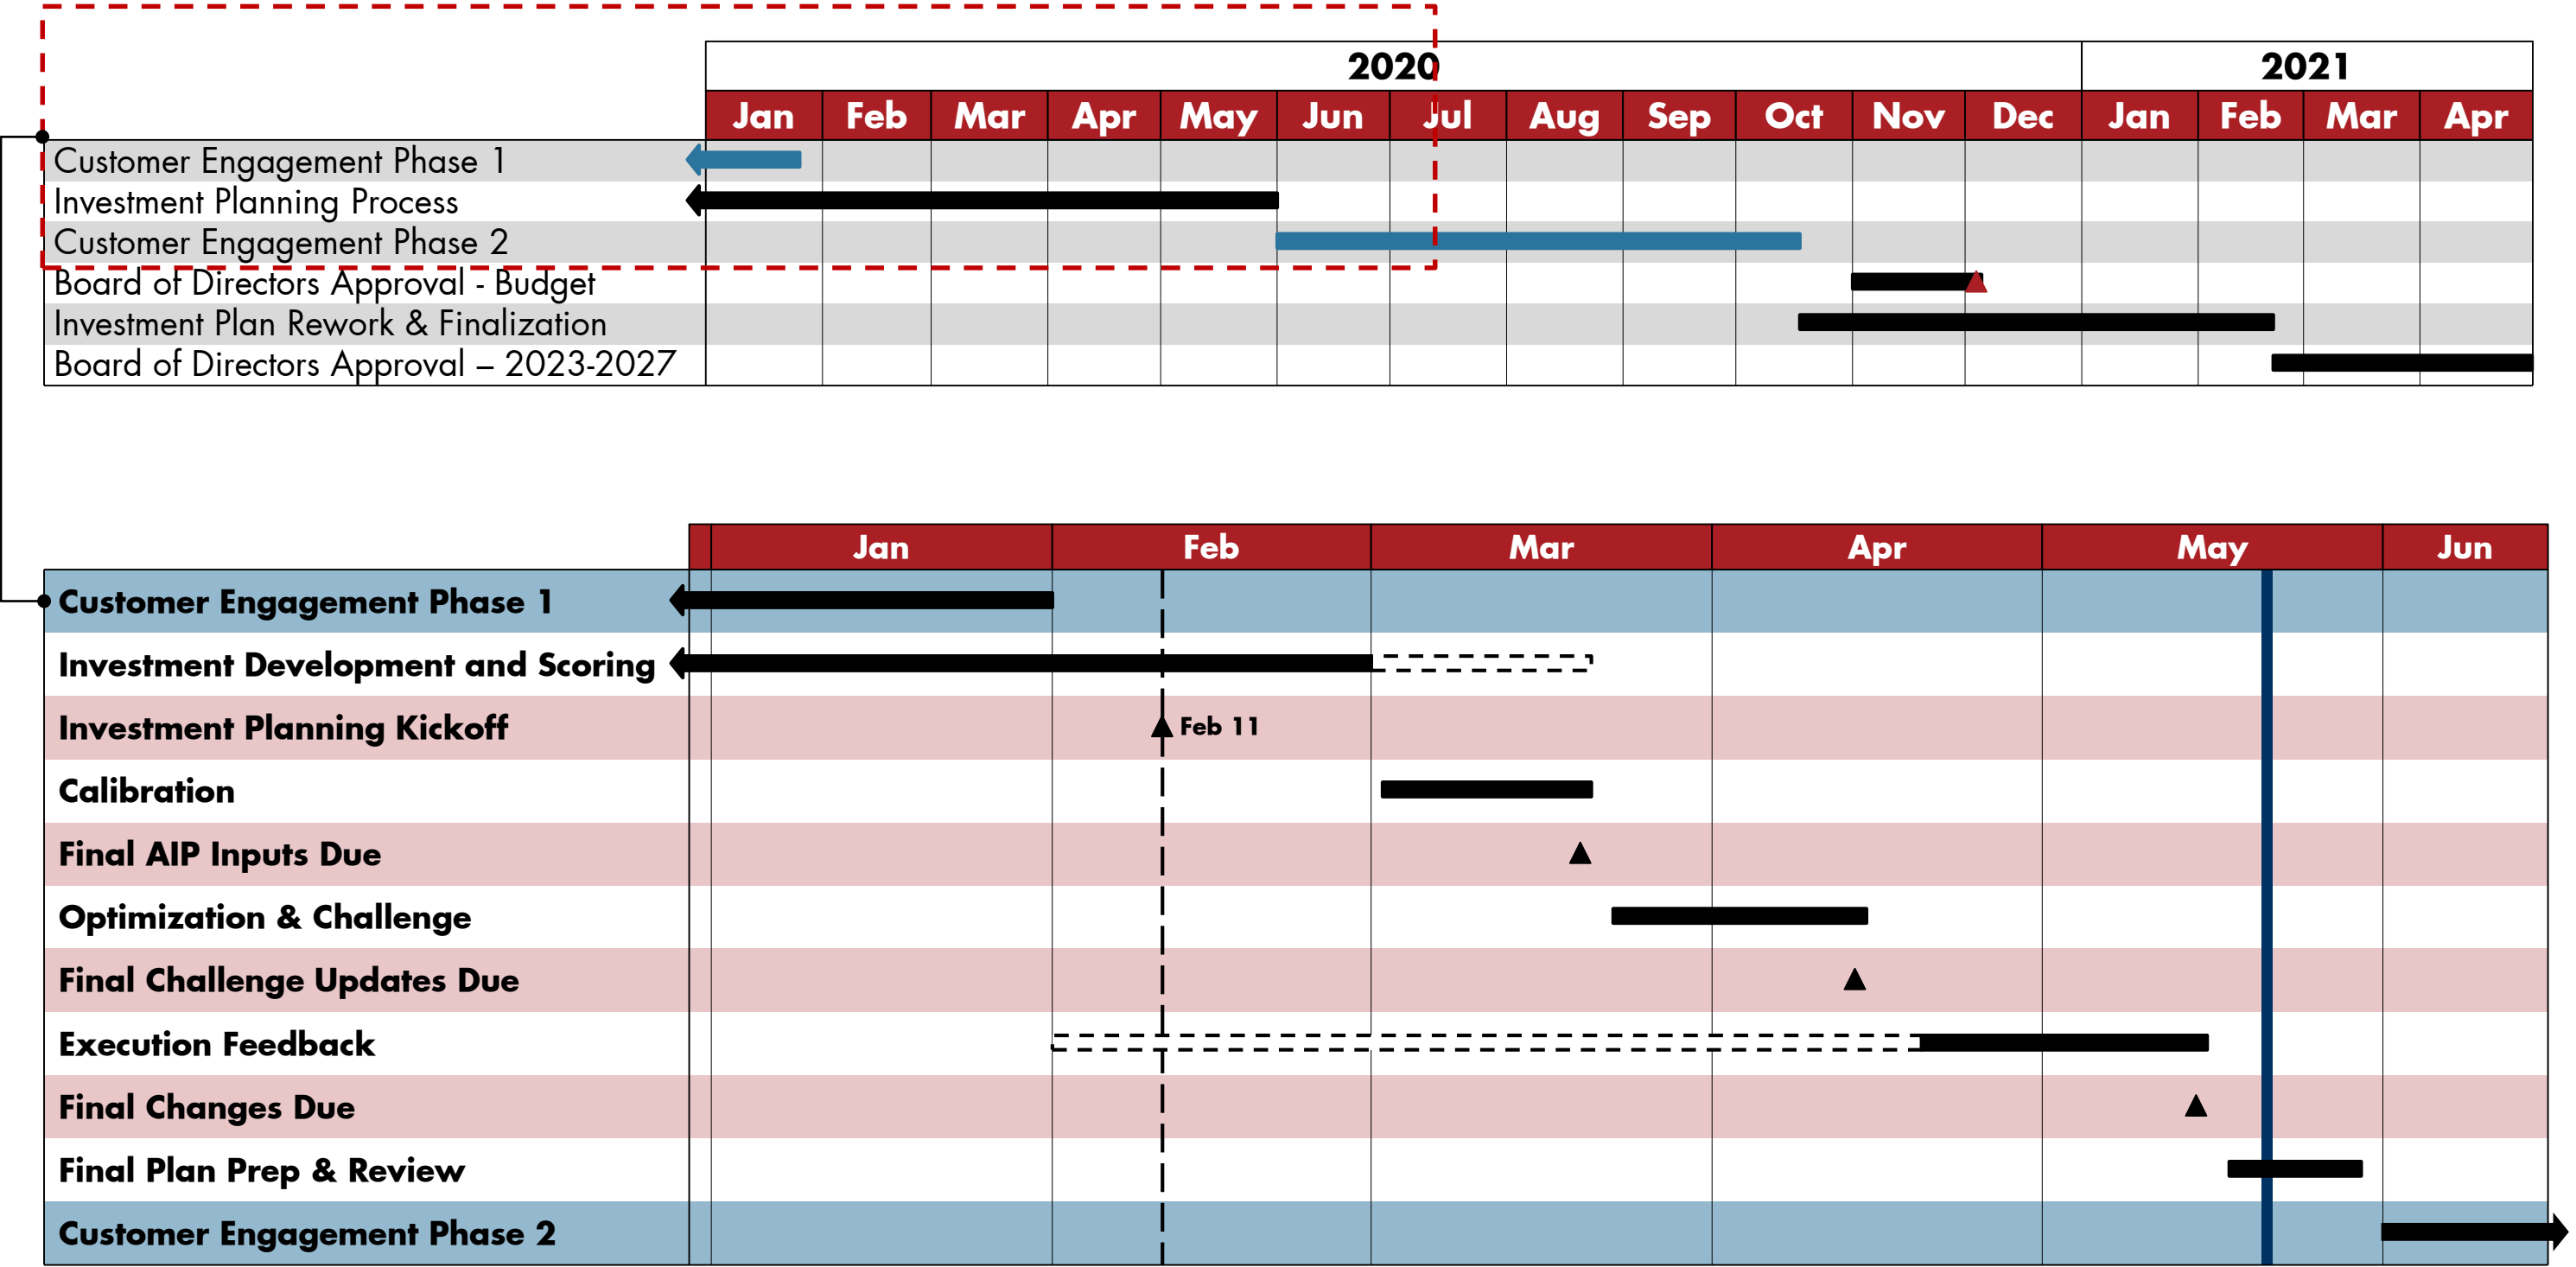 2020 2021
Jan Feb Mar Apr May Jun Jul Aug Sep Oct Nov Dec Jan Feb Mar Apr
Customer Engagement Phase 1
Investment Planning Process
Customer Engagement Phase 2
Board of Directors Approval - Budget
Investment Plan Rework & Finalization
Board of Directors Approval – 2023-2027
Jan Feb Mar Apr May Jun
Customer Engagement Phase 1
Investment Development and Scoring
Investment Planning Kickoff Feb 11
Calibration
Final AIP Inputs Due
Optimization & Challenge
Final Challenge Updates Due
Execution Feedback
Final Changes Due
Final Plan Prep & Review
Customer Engagement Phase 2